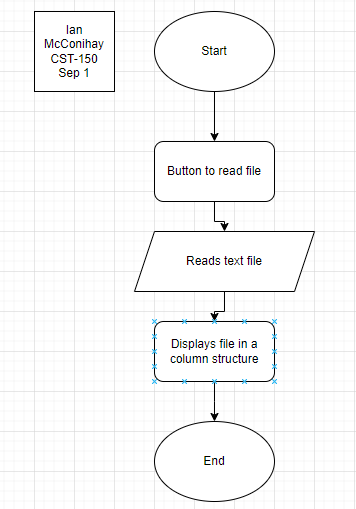 Ian
McConihay
CST-150
Sep 1
Start
Button to read file
Reads text file
Displays file in a
column structure
End